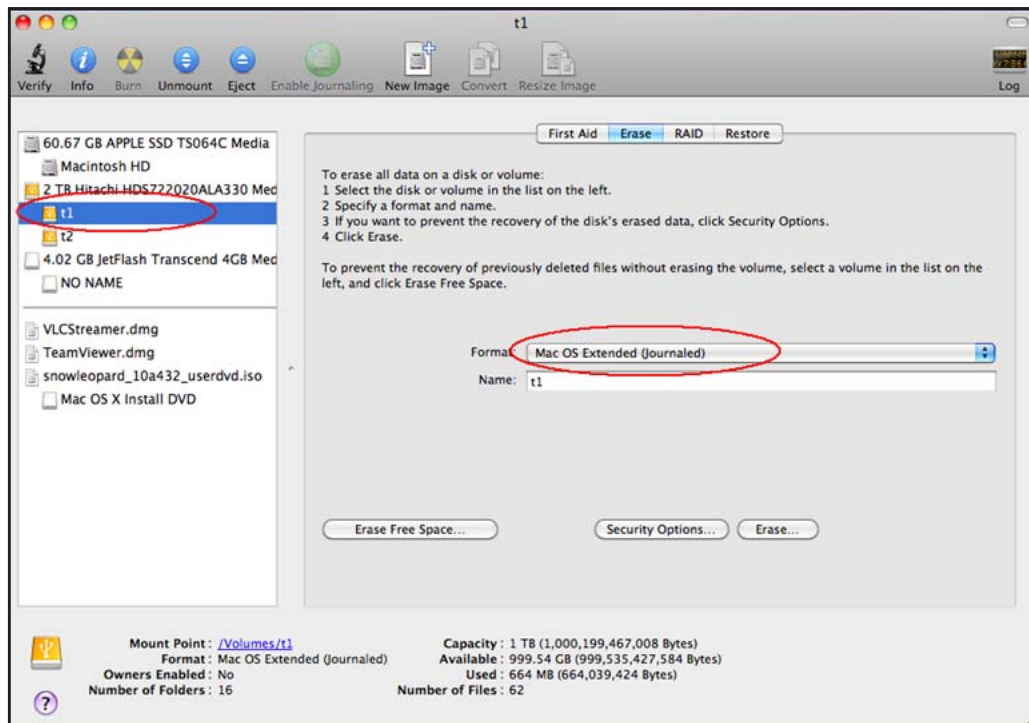 t1
Verify Info Burn Unmount Eject Enable Journaling New Image Convert Resize Image Log
60.67 GB APPLE SSD TS064C Media
Macintosh HD
2 TB Hitachi HDS722020ALA330 Med
t1
t2
4.02 GB JetFlash Transcend 4GB Med
NO NAME
VLCStreamer.dmg
TeamViewer.dmg
snowleopard_10a432_userdvd.iso
Mac OS X Install DVD
First Aid Erase RAID Restore
To erase all data on a disk or volume:
1 Select the disk or volume in the list on the left.
2 Specify a format and name.
3 If you want to prevent the recovery of the disk's erased data, click Security Options.
4 Click Erase.
To prevent the recovery of previously deleted files without erasing the volume, select a volume in the list on the
left, and click Erase Free Space.
Format: Mac OS Extended (Journaled)
Name: t1
Erase Free Space... Security Options... Erase...
Mount Point: /Volumes/t1 Capacity: 1 TB (1,000,199,467,008 Bytes)
Format: Mac OS Extended (Journaled) Available: 999.54 GB (999,535,427,584 Bytes)
Owners Enabled: No Used: 664 MB (664,039,424 Bytes)
Number of Folders: 16 Number of Files: 62
?